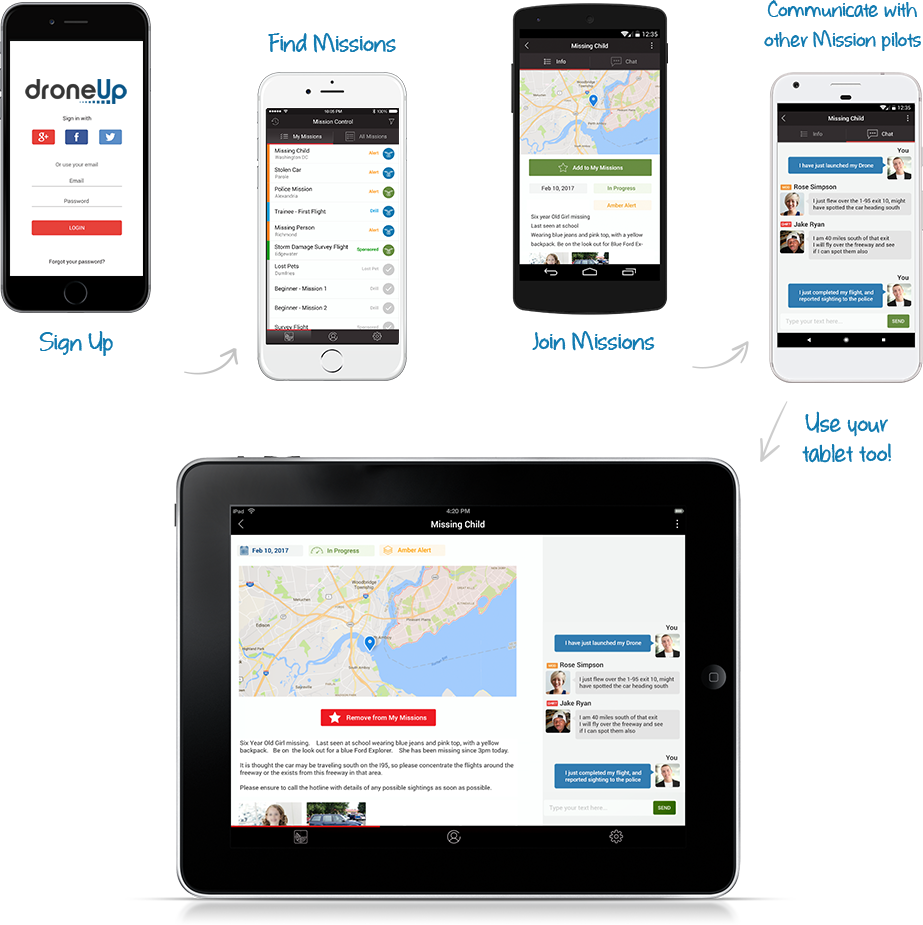 droneUp
Sign in with
g+
f
Or use your email
Email
Password
LOGIN
Forgot your password?
Sign Up
Find Missions
10:05 PM
100%
Mission Control
My Missions
All Missions
Missing Child
Washington DC
Alert
Stolen Car
Alert
Police Mission
Alexandria
Alert
Trainee - First Flight
Drill
Missing Person
Richmond
Alert
Storm Damage Survey Flight
Edgewater
Sponsored
Lost Pets
Dumfries
Lost Pet
Beginner - Mission 1
Drill
Beginner - Mission 2
Drill
Survey Flight
Sponsored
12:35
Missing Child
Info
Chat
Woodbridge
Township
Edison
Perth Amboy
South Amboy
Add to My Missions
Feb 10, 2017
In Progress
Amber Alert
Six year Old Girl missing
Last seen at school
Wearing blue jeans and pink top, with a yellow
backpack. Be on the look out for Blue Ford Ex-
Join Missions
Communicate with
other Mission pilots
12:35
Missing Child
Info
Chat
You
I have just launched my Drone
Rose Simpson
I just flew over the 1-95 exit 10, might
have spotted the car heading south
Jake Ryan
I am 40 miles south of that exit
I will fly over the freeway and see
if I can spot them also
You
I just completed my flight, and
reported sighting to the police
Type your text here...
SEND
Use your
tablet too!
iPad
4:20 PM
Missing Child
Feb 10, 2017
In Progress
Amber Alert
Woodbridge
Township
Metuchen
Edison
Highland Park
South Amboy
Sayreville
Remove from My Missions
Six Year Old Girl missing. Last seen at school wearing blue jeans and pink top, with a yellow
backpack. Be on the look out for a blue Ford Explorer. She has been missing since 3pm today.
It is thought the car may be traveling south on the I95, so please concentrate the flights around the
freeway or the exists from this freeway in that area.
Please ensure to call the hotline with details of any possible sightings as soon as possible.
You
I have just launched my Drone
Rose Simpson
I just flew over the 1-95 exit 10, might
have spotted the car heading south
Jake Ryan
I am 40 miles south of that exit
I will fly over the freeway and see
if I can spot them also
You
I just completed my flight, and
reported sighting to the police
Type your text here...
SEND